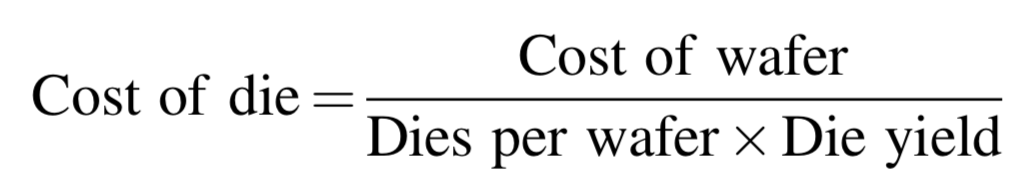 Cost of wafer
Cost of die =
Dies per wafer × Die yield